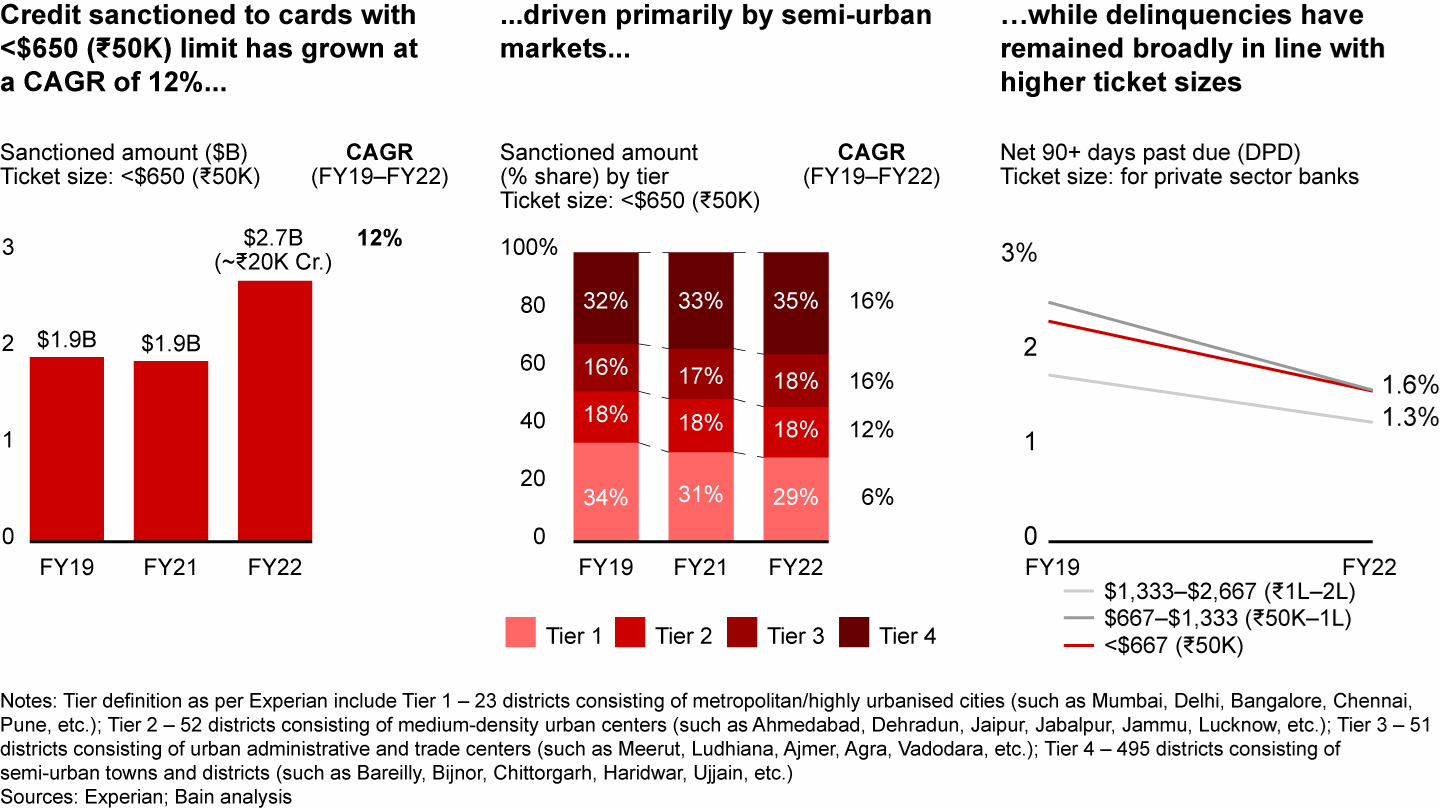 Credit sanctioned to cards with
<$650 (₹50K) limit has grown at
a CAGR of 12%...
Sanctioned amount ($B)
Ticket size: <$650 (₹50K)
CAGR
(FY19–FY22)
3
2
1
0
$1.9B
$1.9B
$2.7B
(~₹20K Cr.)
12%
FY19
FY21
FY22
...driven primarily by semi-urban
markets...
Sanctioned amount
(% share) by tier
Ticket size: <$650 (₹50K)
CAGR
(FY19–FY22)
100%
80
60
40
20
0
32%
33%
35%
16%
16%
17%
18%
16%
18%
18%
18%
12%
34%
31%
29%
6%
FY19
FY21
FY22
Tier 1
Tier 2
Tier 3
Tier 4
…while delinquencies have
remained broadly in line with
higher ticket sizes
Net 90+ days past due (DPD)
Ticket size: for private sector banks
3%
2
1
0
1.6%
1.3%
FY19
FY22
$1,333–$2,667 (₹1L–2L)
$667–$1,333 (₹50K–1L)
<$667 (₹50K)
Notes: Tier definition as per Experian include Tier 1 – 23 districts consisting of metropolitan/highly urbanised cities (such as Mumbai, Delhi, Bangalore, Chennai,
Pune, etc.); Tier 2 – 52 districts consisting of medium-density urban centers (such as Ahmedabad, Dehradun, Jaipur, Jabalpur, Jammu, Lucknow, etc.); Tier 3 – 51
districts consisting of urban administrative and trade centers (such as Meerut, Ludhiana, Ajmer, Agra, Vadodara, etc.); Tier 4 – 495 districts consisting of
semi-urban towns and districts (such as Bareilly, Bijnor, Chittorgarh, Haridwar, Ujjain, etc.)
Sources: Experian; Bain analysis